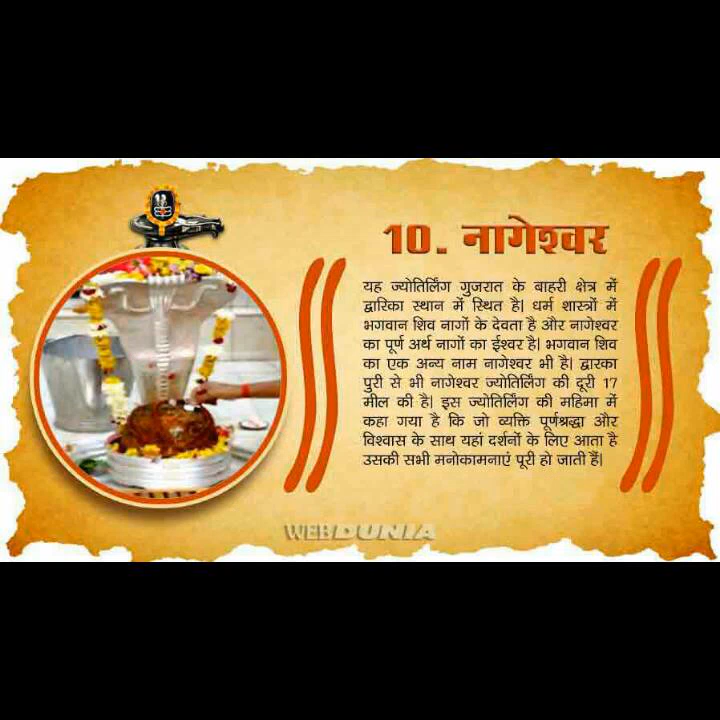 10. नागेश्वर
यह ज्योतिर्लिंग गुजरात के बाहरी क्षेत्र में
द्वारिका स्थान में स्थित है। धर्म शास्त्रों में
भगवान शिव नागों के देवता है और नागेश्वर
का पूर्ण अर्थ नागों का ईश्वर है। भगवान शिव
का एक अन्य नाम नागेश्वर भी है। द्वारका
पुरी से भी नागेश्वर ज्योतिर्लिंग की दूरी 17
मील की है। इस ज्योतिर्लिंग की महिमा में
कहा गया है कि जो व्यक्ति पूर्णश्रद्धा और
विश्वास के साथ यहां दर्शनों के लिए आता है
उसकी सभी मनोकामनाएं पूरी हो जाती हैं।
WEBDUNIA